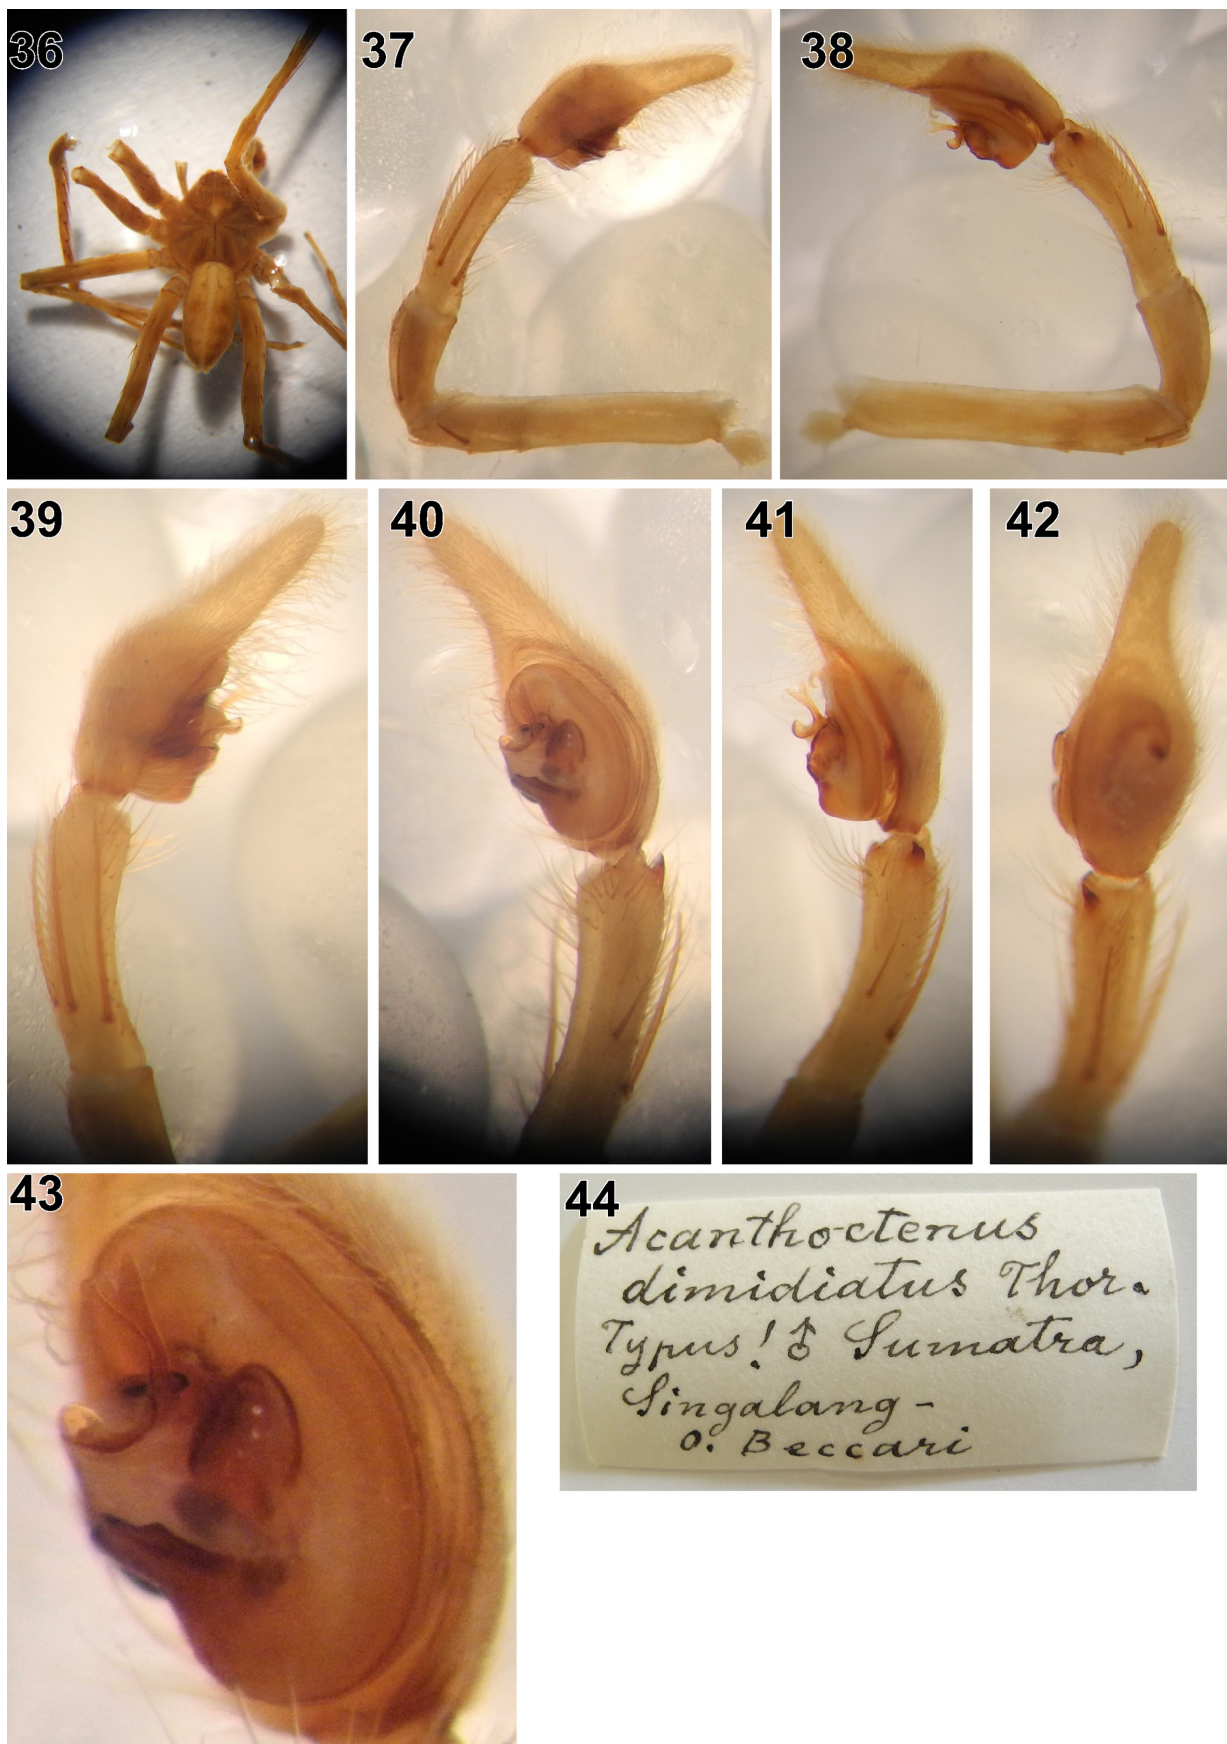 36
37
38
39
40
41
42
43
44
Acanthoctenus
dimidiatus Thor.
Typus! ♂ Sumatra,
Singalang -
O. Beccari